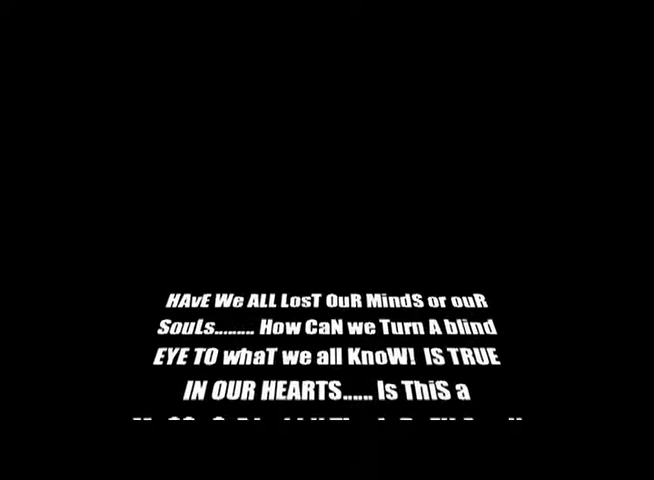 HAvE We ALL LosT OuR MindS or ouR
SouLs........ How CaN we Turn A blind
EYE TO whaT we all KnoW!  IS TRUE
IN OUR HEARTS...... Is ThiS a